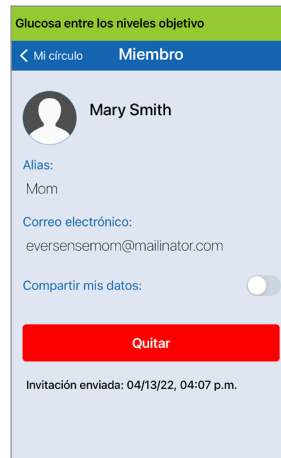 Glucosa entre los niveles objetivo
Mi círculo Miembro
Mary Smith
Alias:
Mom
Correo electrónico:
eversensemom@mailinator.com
Compartir mis datos:
Quitar
Invitación enviada: 04/13/22, 04:07 p.m.